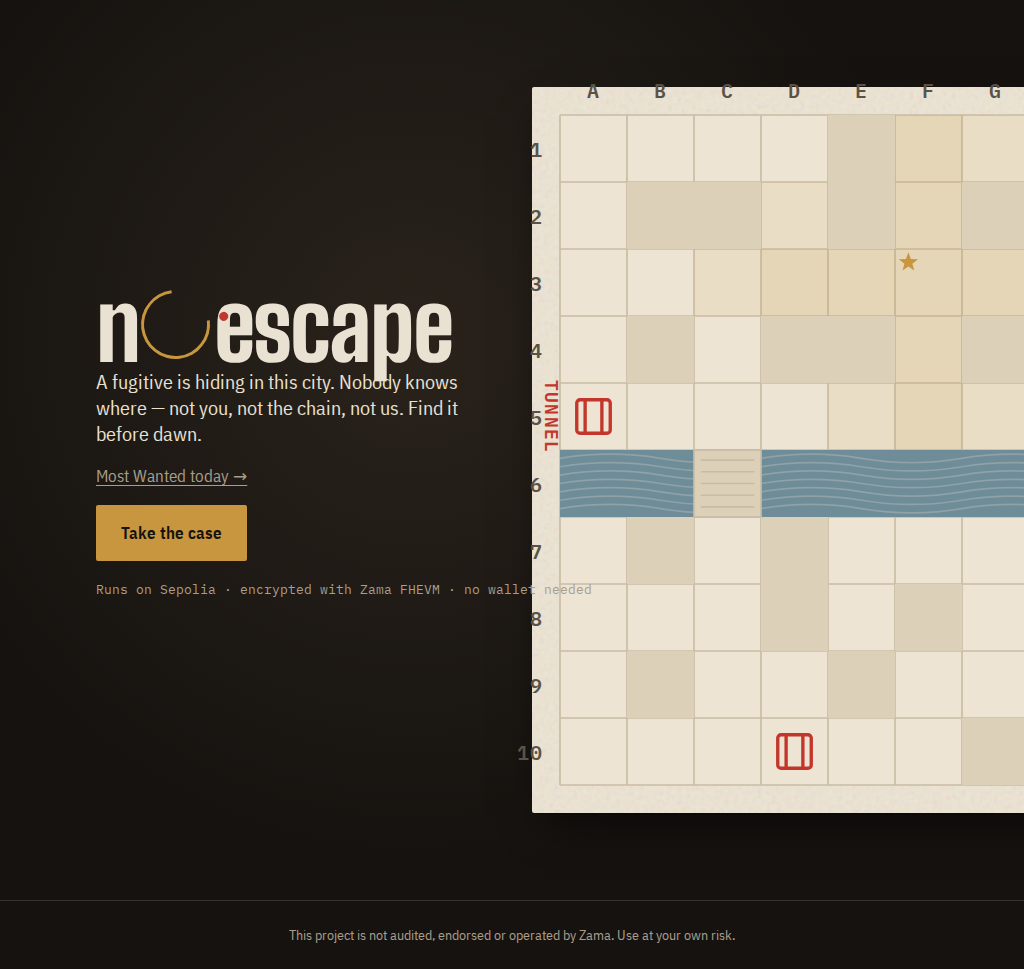 A B C D E F G
1
2
3
4
5
6
7
8
9
10
TUNNEL
noescape
A fugitive is hiding in this city. Nobody knows
where — not you, not the chain, not us. Find it
before dawn.
Most Wanted today →
Take the case
Runs on Sepolia · encrypted with Zama FHEVM · no wallet needed
This project is not audited, endorsed or operated by Zama. Use at your own risk.